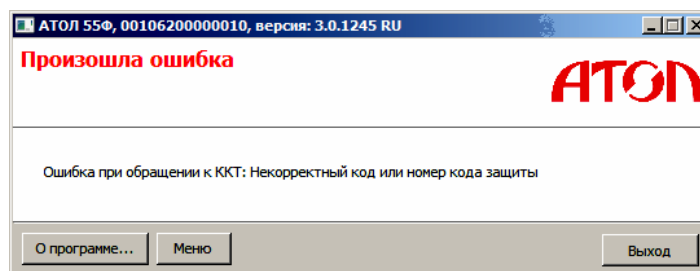 АТОЛ 55Ф, 00106200000010, версия: 3.0.1245 RU
Произошла ошибка
АТОЛ
Ошибка при обращении к ККТ: Некорректный код или номер кода защиты
О программе... Меню Выход